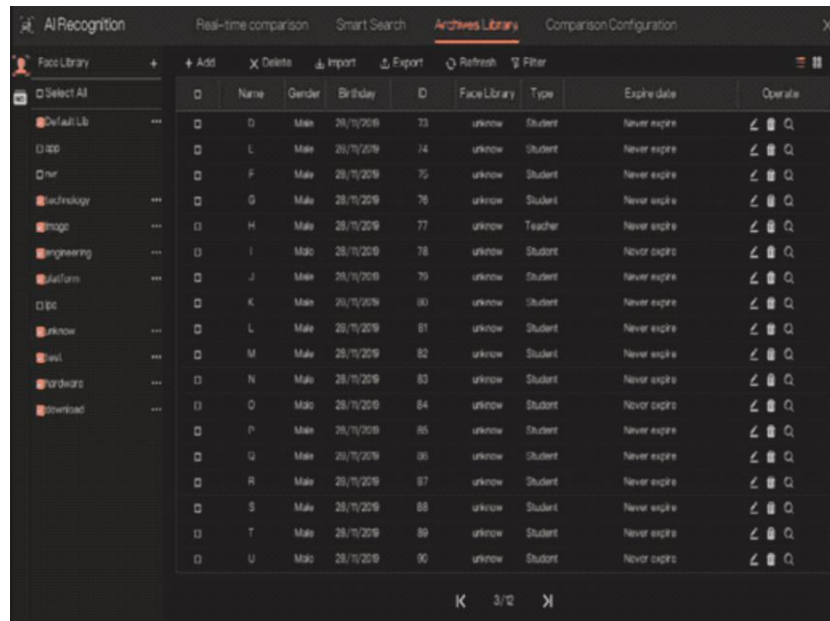 AI Recognition Real-time comparison Smart Search Archives Library Comparison Configuration
Face Library + + Add Delete Import Export Refresh Filter
Select All Name Gender Birthday ID Face Library Type Expire date Operate
Default Lib D Male 28/11/2019 73 unknow Student Never expire
app L Male 28/11/2019 74 unknow Student Never expire
F Male 28/11/2019 75 unknow Student Never expire
technology G Male 28/11/2019 76 unknow Student Never expire
image H Male 28/11/2019 77 unknow Teacher Never expire
engineering I Male 28/11/2019 78 unknow Student Never expire
platform J Male 28/11/2019 79 unknow Student Never expire
ipc K Male 28/11/2019 80 unknow Student Never expire
unknow L Male 28/11/2019 81 unknow Student Never expire
M Male 28/11/2019 82 unknow Student Never expire
hardware N Male 28/11/2019 83 unknow Student Never expire
download O Male 28/11/2019 84 unknow Student Never expire
P Male 28/11/2019 85 unknow Student Never expire
Q Male 28/11/2019 86 unknow Student Never expire
R Male 28/11/2019 87 unknow Student Never expire
S Male 28/11/2019 88 unknow Student Never expire
T Male 28/11/2019 89 unknow Student Never expire
U Male 28/11/2019 90 unknow Student Never expire
3/12